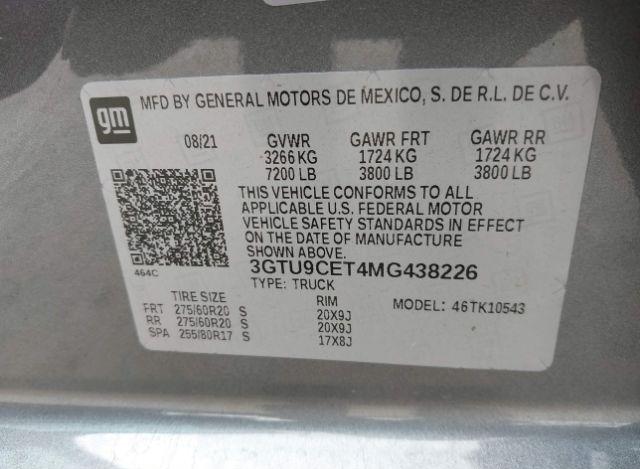 gm
MFD BY GENERAL MOTORS DE MEXICO, S. DE R.L. DE C.V.
08/21 GVWR GAWR FRT GAWR RR
3266 KG 1724 KG 1724 KG
7200 LB 3800 LB 3800 LB
THIS VEHICLE CONFORMS TO ALL
APPLICABLE U.S. FEDERAL MOTOR
VEHICLE SAFETY STANDARDS IN EFFECT
ON THE DATE OF MANUFACTURE
SHOWN ABOVE.
464C
3GTU9CET4MG438226
TYPE: TRUCK
TIRE SIZE RIM MODEL: 46TK10543
FRT 275/60R20 S 20X9J
RR 275/60R20 S 20X9J
SPA 255/80R17 S 17X8J